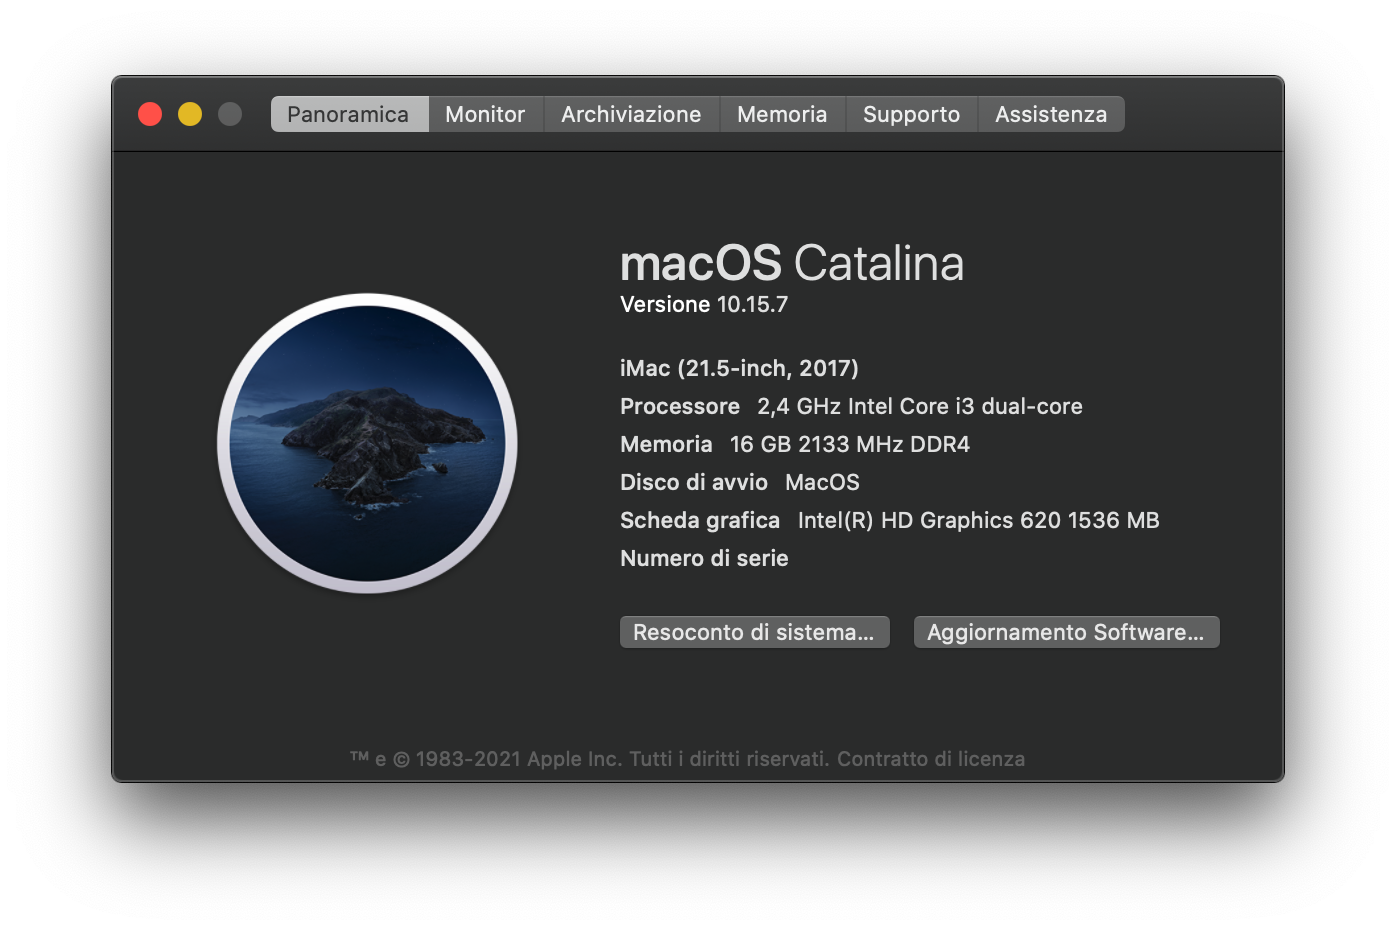 Panoramica Monitor Archiviazione Memoria Supporto Assistenza
macOS Catalina
Versione 10.15.7
iMac (21.5-inch, 2017)
Processore 2,4 GHz Intel Core i3 dual-core
Memoria 16 GB 2133 MHz DDR4
Disco di avvio MacOS
Scheda grafica Intel(R) HD Graphics 620 1536 MB
Numero di serie
Resoconto di sistema... Aggiornamento Software...
™ e © 1983-2021 Apple Inc. Tutti i diritti riservati. Contratto di licenza